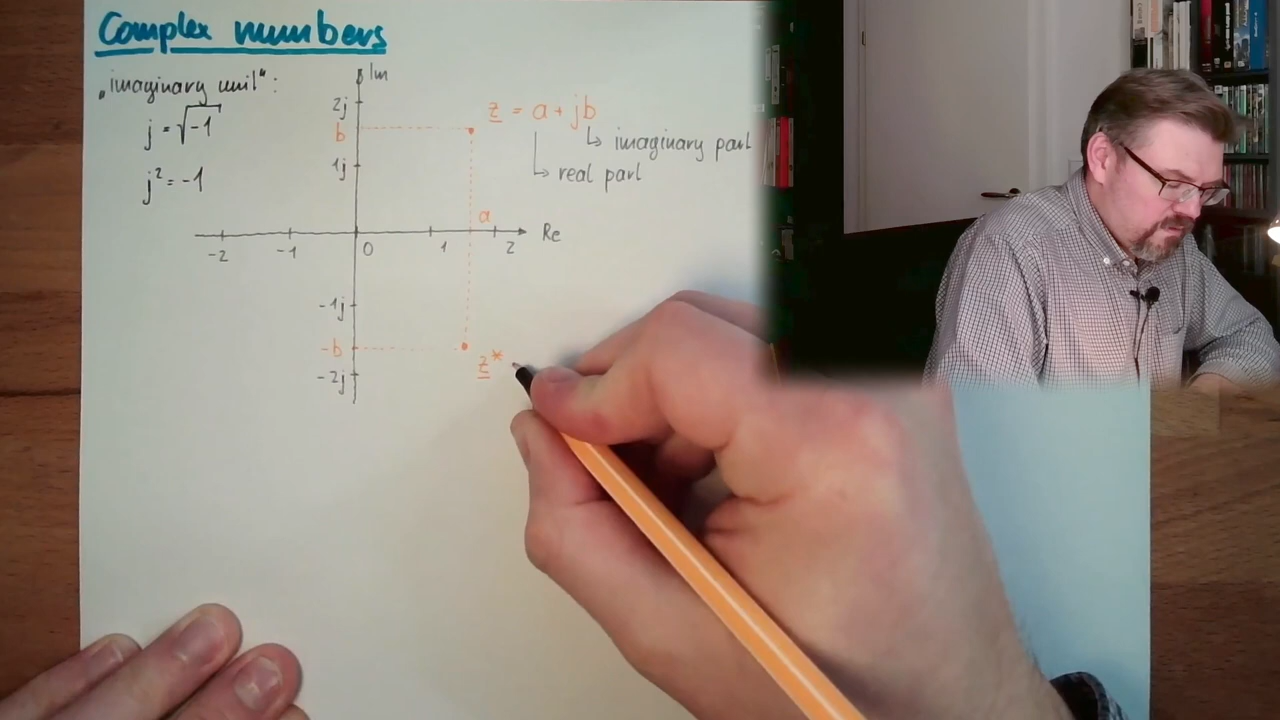 Complex numbers
„imaginary unit":
j = √-1
j² = -1
Im
2j
b
1j
z = a + jb
imaginary part
real part
a
Re
-2 -1 0 1 2
-1j
-b
-2j
z*